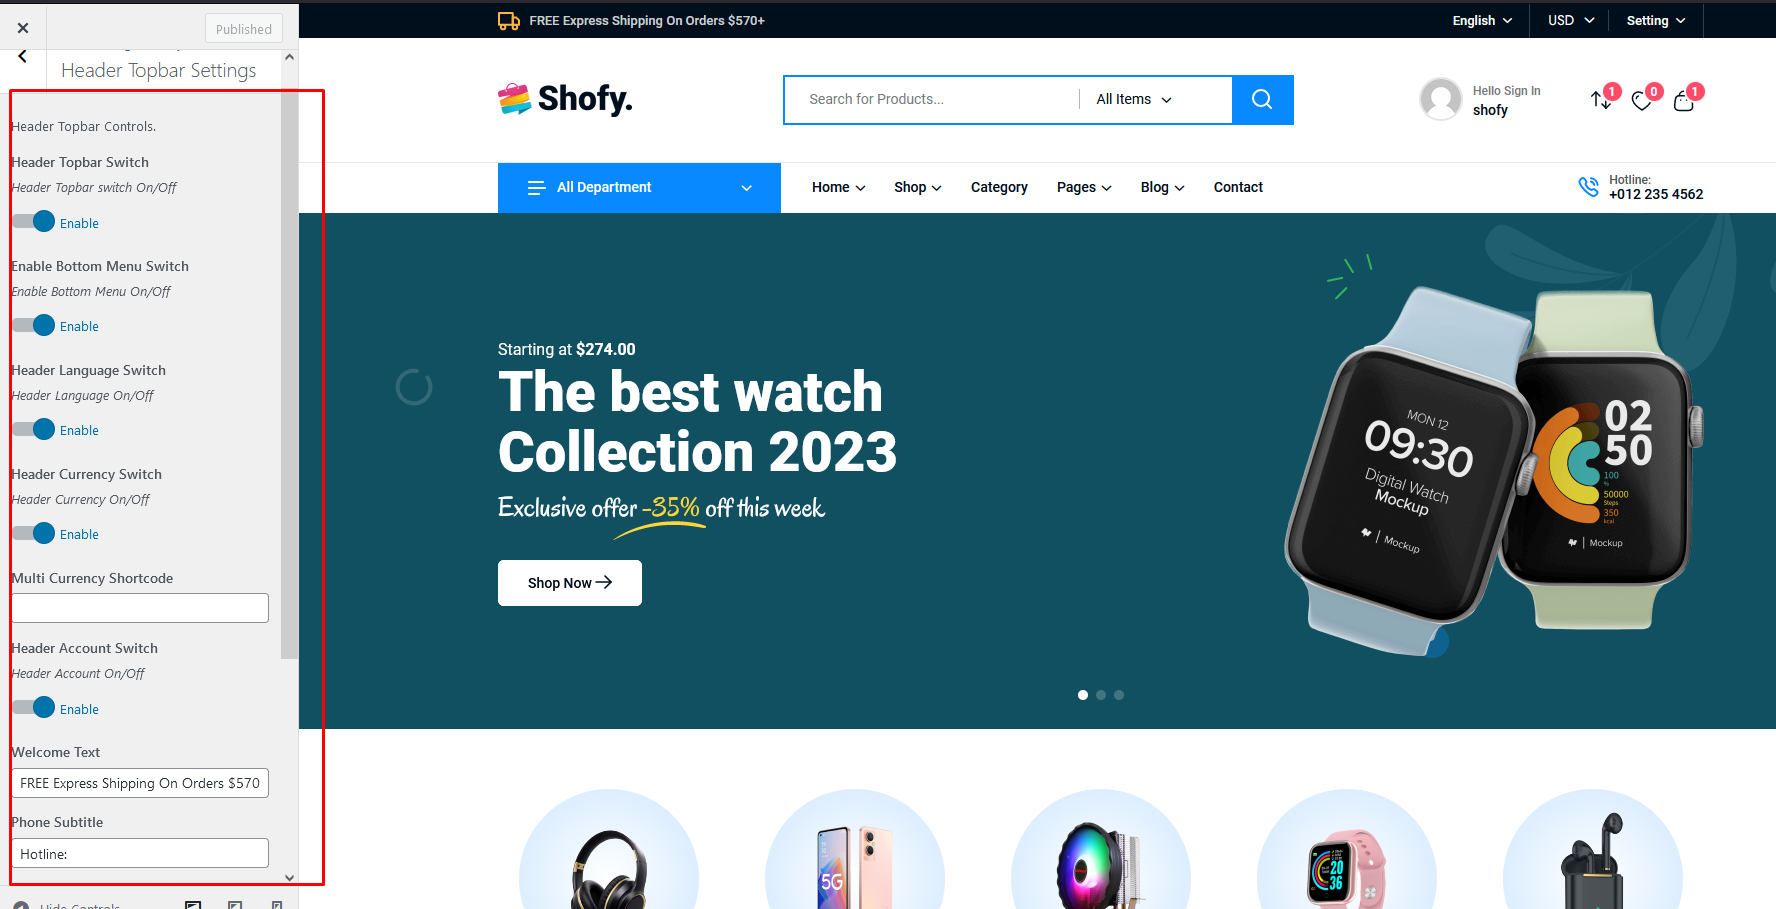 Published
Header Topbar Settings
Header Topbar Controls.
Header Topbar Switch
Header Topbar switch On/Off
Enable
Enable Bottom Menu Switch
Enable Bottom Menu On/Off
Enable
Header Language Switch
Header Language On/Off
Enable
Header Currency Switch
Header Currency On/Off
Enable
Multi Currency Shortcode
Header Account Switch
Header Account On/Off
Enable
Welcome Text
FREE Express Shipping On Orders $570
Phone Subtitle
Hotline:
Hide Controls
FREE Express Shipping On Orders $570+
English
USD
Setting
Shofy.
Search for Products...
All Items
Hello Sign In
shofy
1
0
1
All Department
Home
Shop
Category
Pages
Blog
Contact
Hotline:
+012 235 4562
Starting at $274.00
The best watch
Collection 2023
Exclusive offer -35% off this week
Shop Now
MON 12
09:30
Digital Watch
Mockup
Mockup
02
50
100
%
50000
Steps
350
kcal
Mockup
5G
20
36